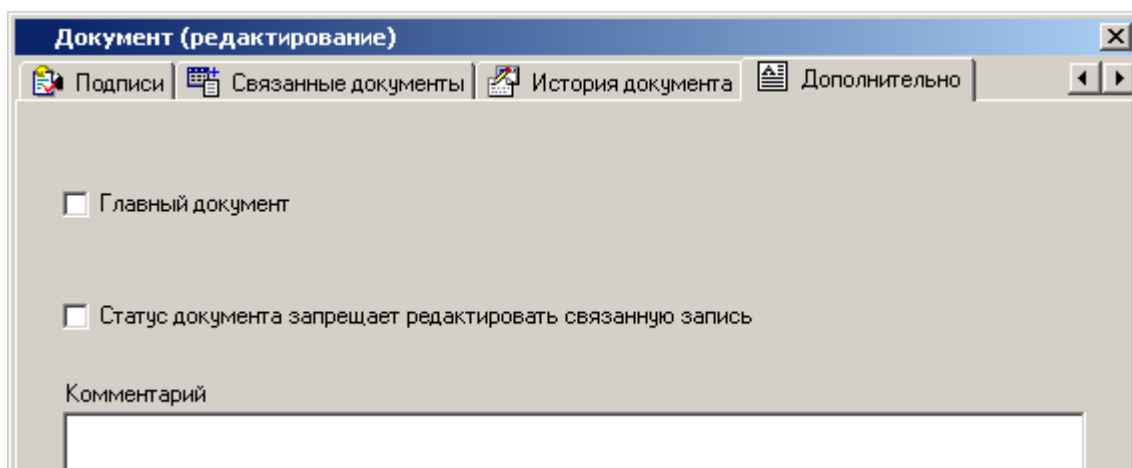 Документ (редактирование)
Подписи Связанные документы История документа Дополнительно
Главный документ
Статус документа запрещает редактировать связанную запись
Комментарий